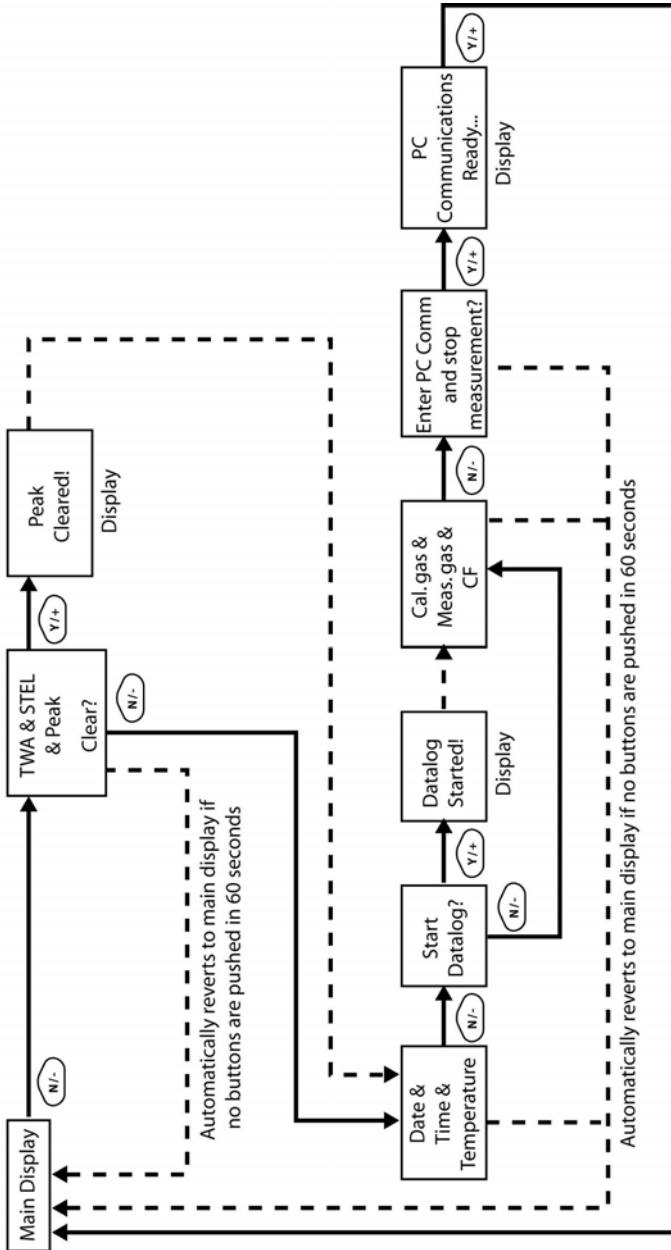 Main Display
N/-
TWA & STEL
& Peak
Clear?
Y/+
Peak
Cleared!
Display
N/-
Automatically reverts to main display if
no buttons are pushed in 60 seconds
Date &
Time &
Temperature
N/-
Start
Datalog?
Y/+
N/-
Datalog
Started!
Display
Cal. gas &
Meas. gas &
CF
N/-
Enter PC Comm
and stop
measurement?
Y/+
PC
Communications
Ready...
Display
Y/+
Automatically reverts to main display if no buttons are pushed in 60 seconds